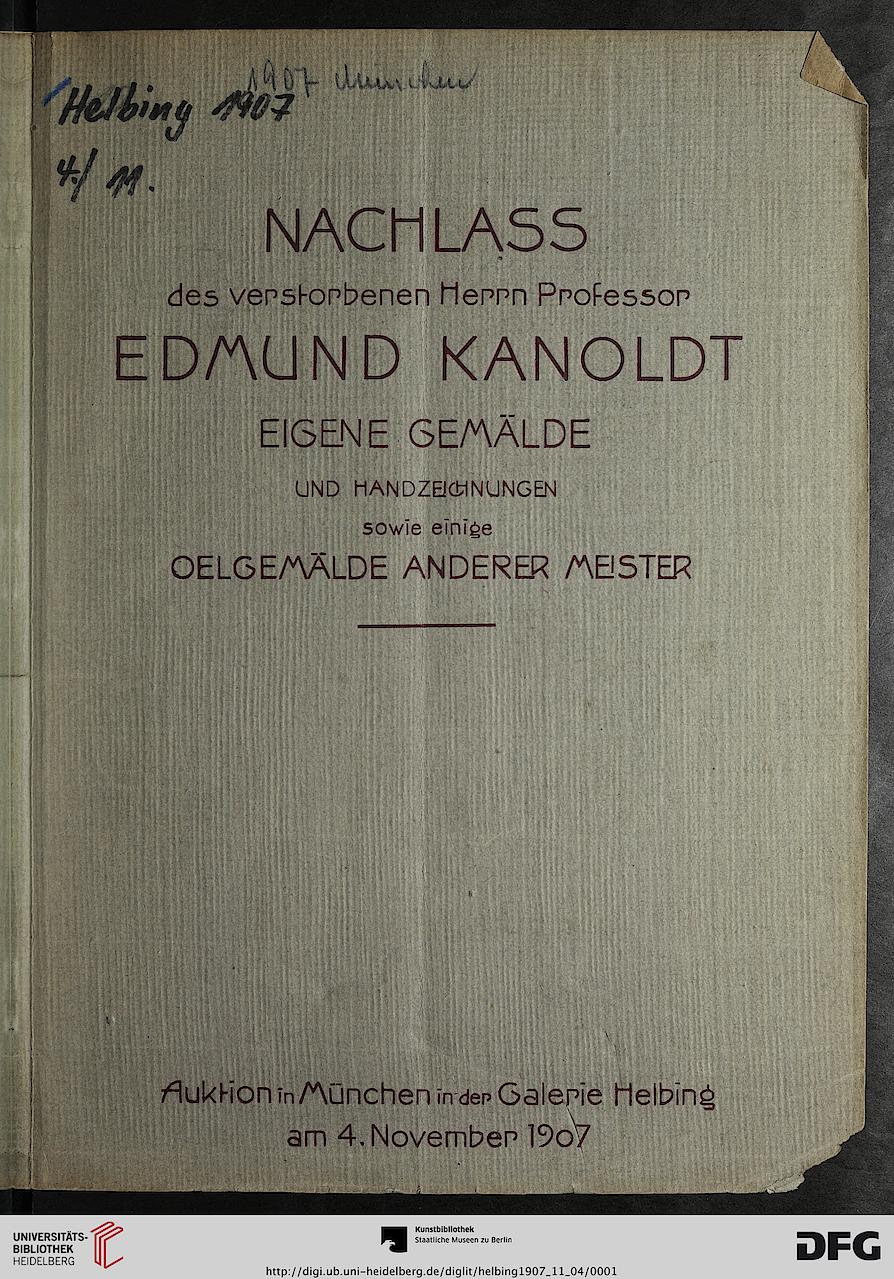 1907 München
Helbing 1907
4./11.
NACHLASS
des verstorbenen Herrn Professor
EDMUND KANOLDT
EIGENE GEMÄLDE
UND HANDZEICHNUNGEN
sowie einige
OELGEMÄLDE ANDERER MEISTER
Auktion in München in der Galerie Helbing
am 4. November 1907
UNIVERSITÄTS-
BIBLIOTHEK
HEIDELBERG
Kunstbibliothek
Staatliche Museen zu Berlin
DFG
http://digi.ub.uni-heidelberg.de/diglit/helbing1907_11_04/0001